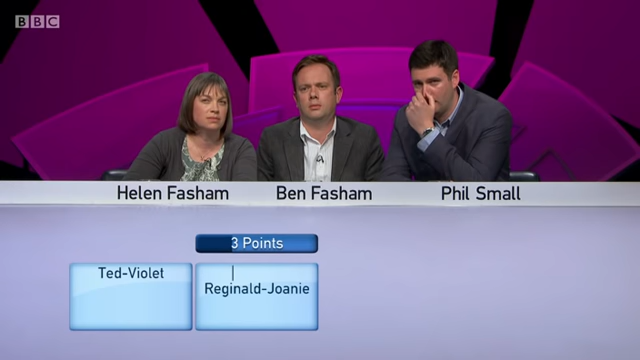 BBC
Helen Fasham Ben Fasham Phil Small
3 Points
Ted-Violet
Reginald-Joanie